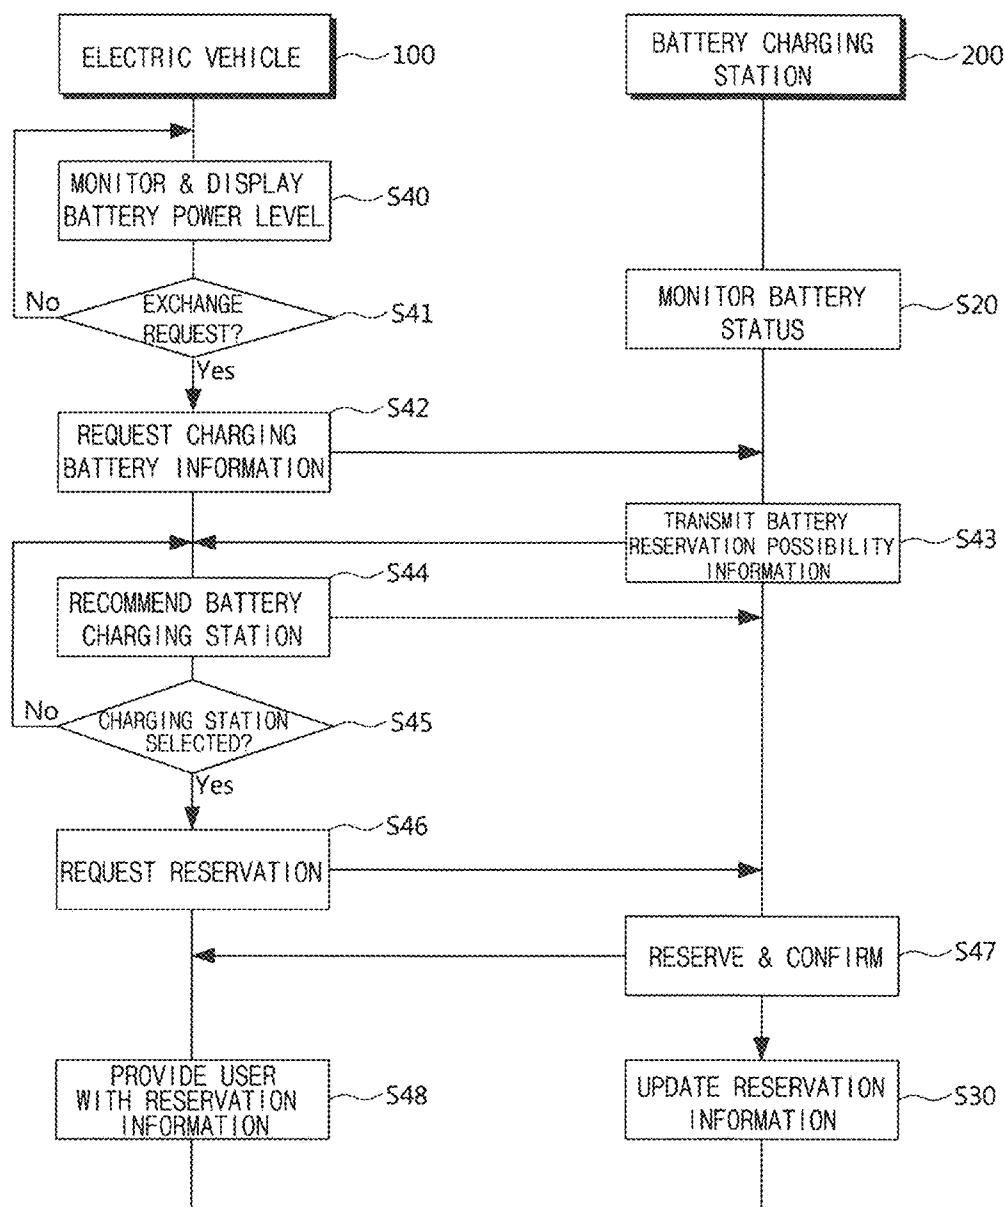 ELECTRIC VEHICLE
100
BATTERY CHARGING
STATION
200
MONITOR & DISPLAY
BATTERY POWER LEVEL
S40
No
EXCHANGE
REQUEST?
S41
MONITOR BATTERY
STATUS
S20
Yes
S42
REQUEST CHARGING
BATTERY INFORMATION
TRANSMIT BATTERY
RESERVATION POSSIBILITY
INFORMATION
S43
S44
RECOMMEND BATTERY
CHARGING STATION
No
CHARGING STATION
SELECTED?
S45
Yes
S46
REQUEST RESERVATION
RESERVE & CONFIRM
S47
PROVIDE USER
WITH RESERVATION
INFORMATION
S48
UPDATE RESERVATION
INFORMATION
S30